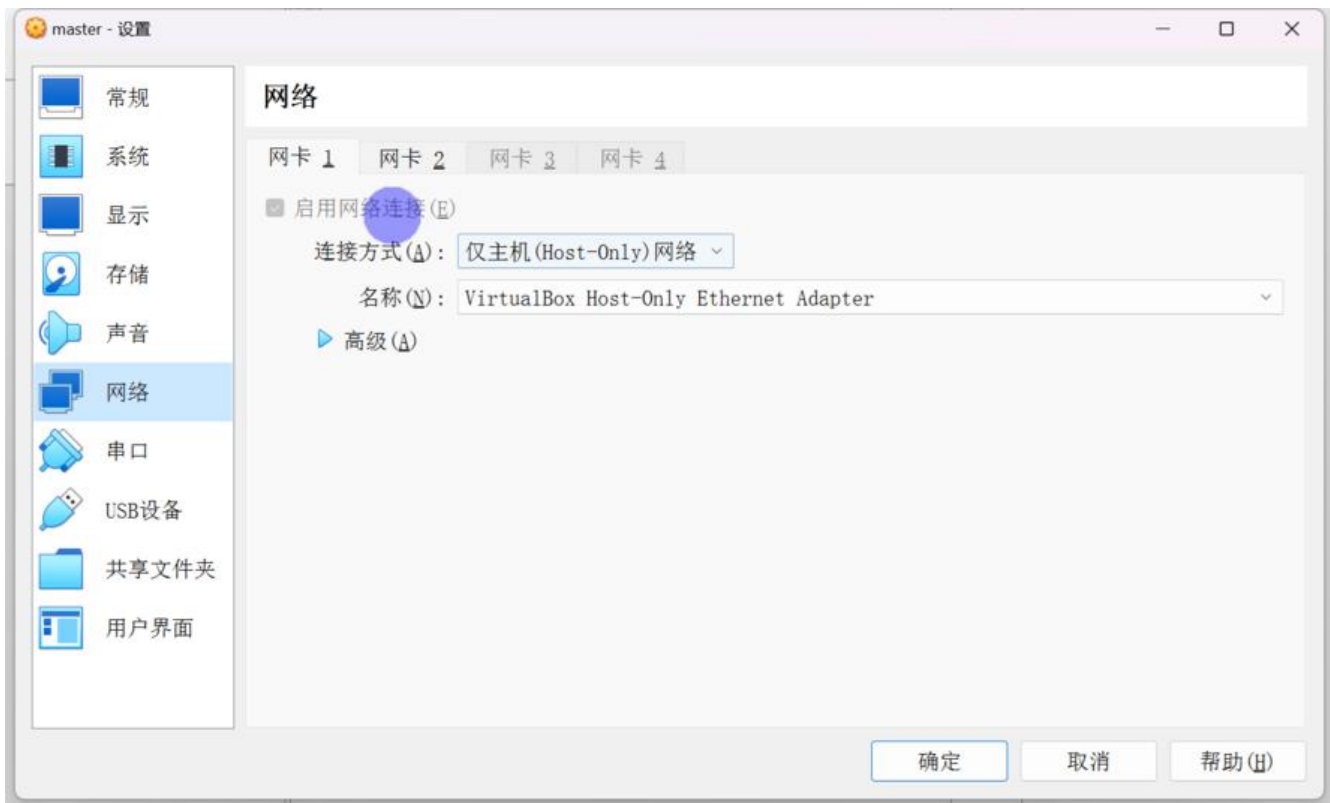 master - 设置
常规
系统
显示
存储
声音
网络
串口
USB设备
共享文件夹
用户界面
网络
网卡 1 网卡 2 网卡 3 网卡 4
启用网络连接(E)
连接方式(A): 仅主机(Host-Only)网络
名称(N): VirtualBox Host-Only Ethernet Adapter
高级(A)
确定 取消 帮助(H)